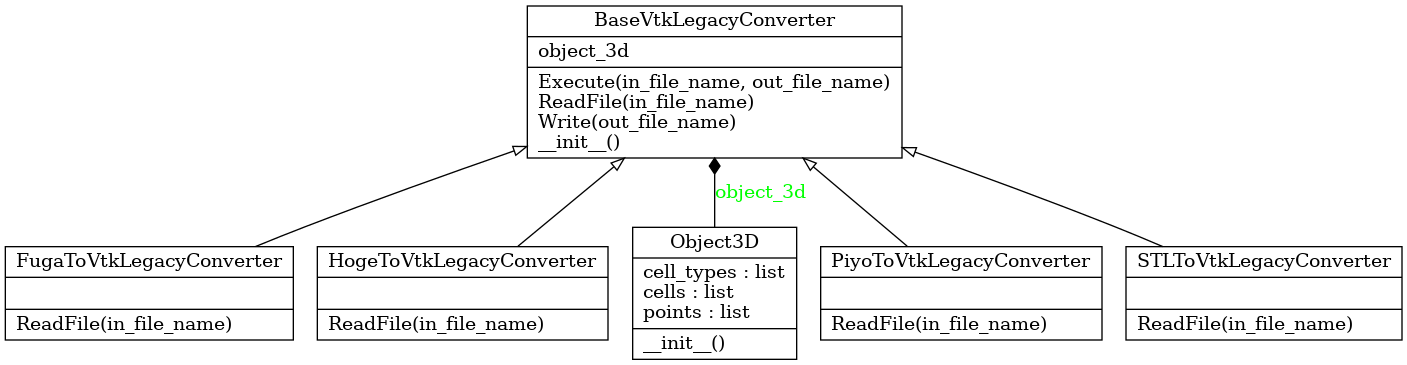 BaseVtkLegacyConverter
object_3d
Execute(in_file_name, out_file_name)
ReadFile(in_file_name)
Write(out_file_name)
__init__()
object_3d
FugaToVtkLegacyConverter
ReadFile(in_file_name)
HogeToVtkLegacyConverter
ReadFile(in_file_name)
Object3D
cell_types : list
cells : list
points : list
__init__()
PiyoToVtkLegacyConverter
ReadFile(in_file_name)
STLToVtkLegacyConverter
ReadFile(in_file_name)